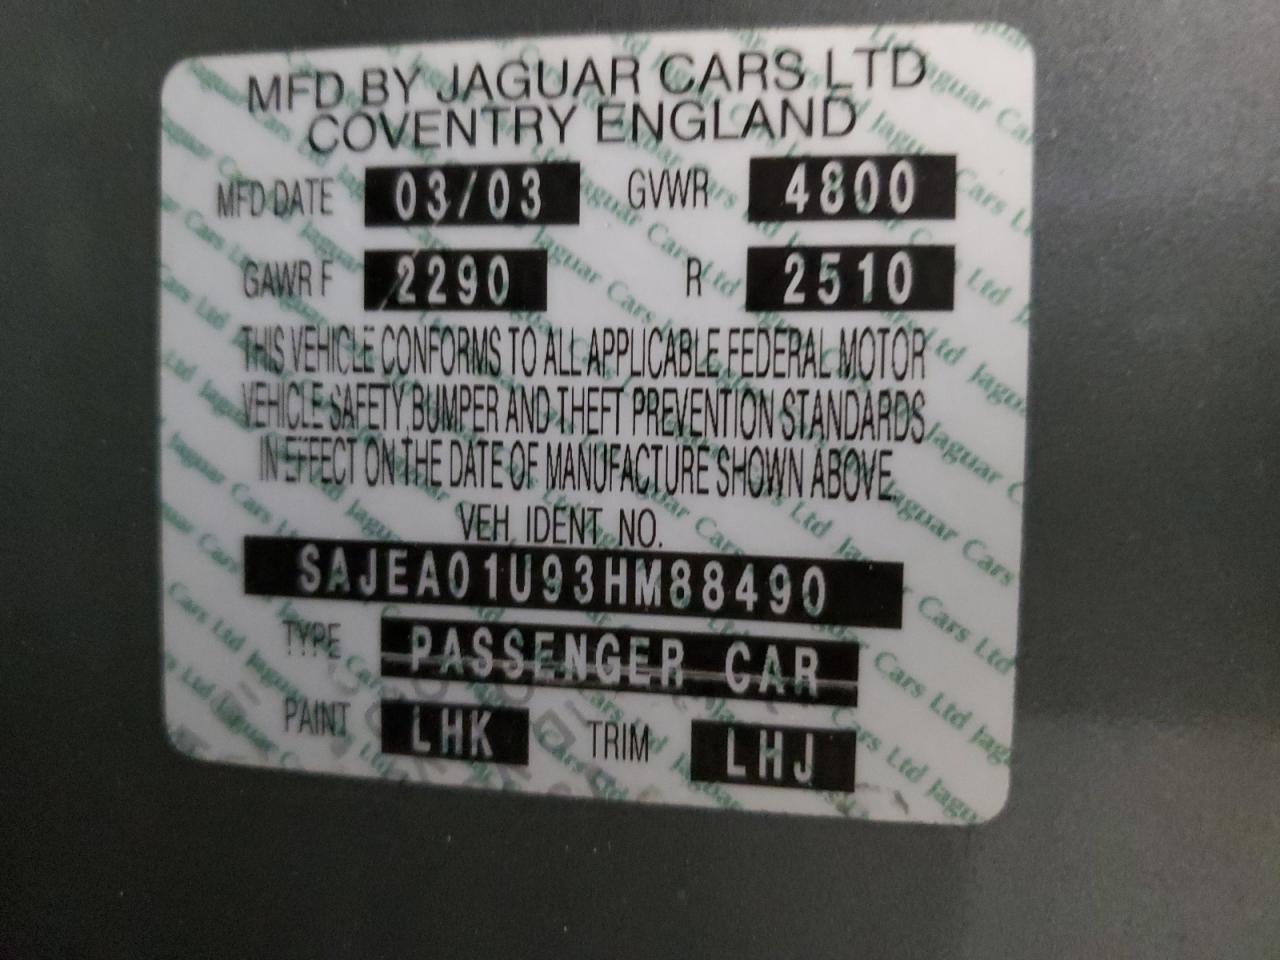 MFD BY JAGUAR CARS LTD
COVENTRY ENGLAND
MFD DATE 03/03 GVWR 4800
GAWR F 2290 R 2510
THIS VEHICLE CONFORMS TO ALL APPLICABLE FEDERAL MOTOR
VEHICLE SAFETY, BUMPER AND THEFT PREVENTION STANDARDS
IN EFFECT ON THE DATE OF MANUFACTURE SHOWN ABOVE.
VEH. IDENT. NO.
SAJEA01U93HM88490
TYPE PASSENGER CAR
PAINT LHK TRIM LHJ